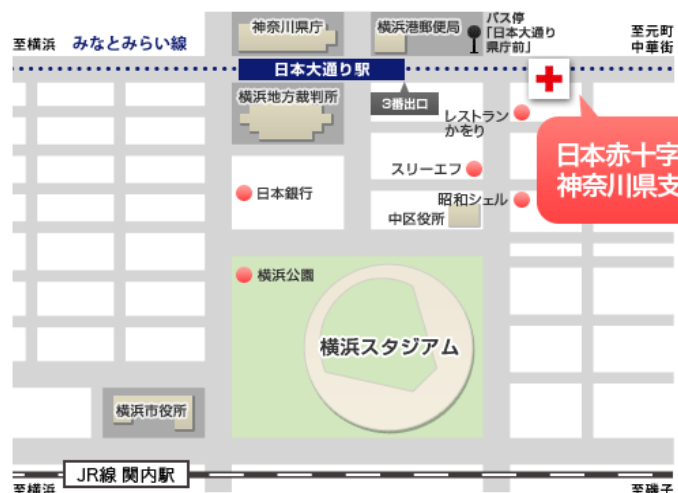 神奈川県庁
横浜港郵便局
バス停
「日本大通り
県庁前」
至元町
中華街
至横浜
みなとみらい線
日本大通り駅
横浜地方裁判所
3番出口
レストラン
かをり
日本赤十字
神奈川県支
スリーエフ
日本銀行
昭和シェル
中区役所
横浜公園
横浜スタジアム
横浜市役所
JR線 関内駅
至横浜
至磯子